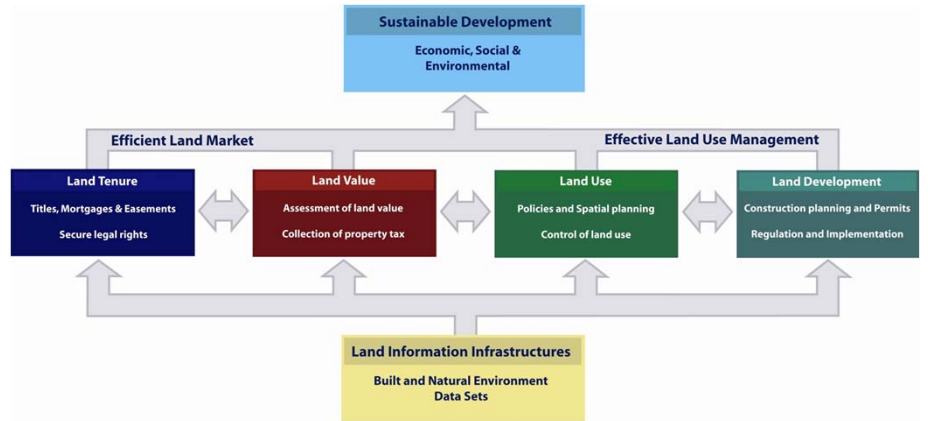 Sustainable Development
Economic, Social &
Environmental
Efficient Land Market
Effective Land Use Management
Land Tenure
Titles, Mortgages & Easements
Secure legal rights
Land Value
Assessment of land value
Collection of property tax
Land Use
Policies and Spatial planning
Control of land use
Land Development
Construction planning and Permits
Regulation and Implementation
Land Information Infrastructures
Built and Natural Environment
Data Sets